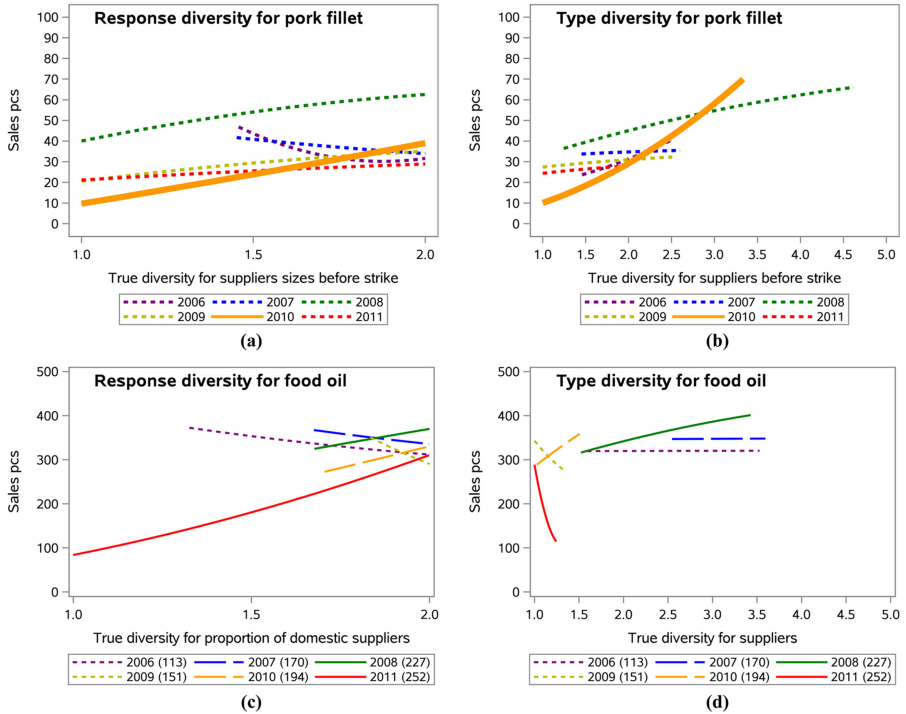 Response diversity for pork fillet
100
90
80
70
60
50
40
30
20
10
0
Sales pcs
1.0 1.5 2.0
True diversity for suppliers sizes before strike
2006 2007 2008
2009 2010 2011
(a)
Type diversity for pork fillet
100
90
80
70
60
50
40
30
20
10
0
Sales pcs
1.0 1.5 2.0 2.5 3.0 3.5 4.0 4.5 5.0
True diversity for suppliers before strike
2006 2007 2008
2009 2010 2011
(b)
Response diversity for food oil
500
400
300
200
100
0
Sales pcs
1.0 1.5 2.0
True diversity for proportion of domestic suppliers
2006 (113) 2007 (170) 2008 (227)
2009 (151) 2010 (194) 2011 (252)
(c)
Type diversity for food oil
500
400
300
200
100
0
Sales pcs
1.0 1.5 2.0 2.5 3.0 3.5 4.0 4.5 5.0
True diversity for suppliers
2006 (113) 2007 (170) 2008 (227)
2009 (151) 2010 (194) 2011 (252)
(d)